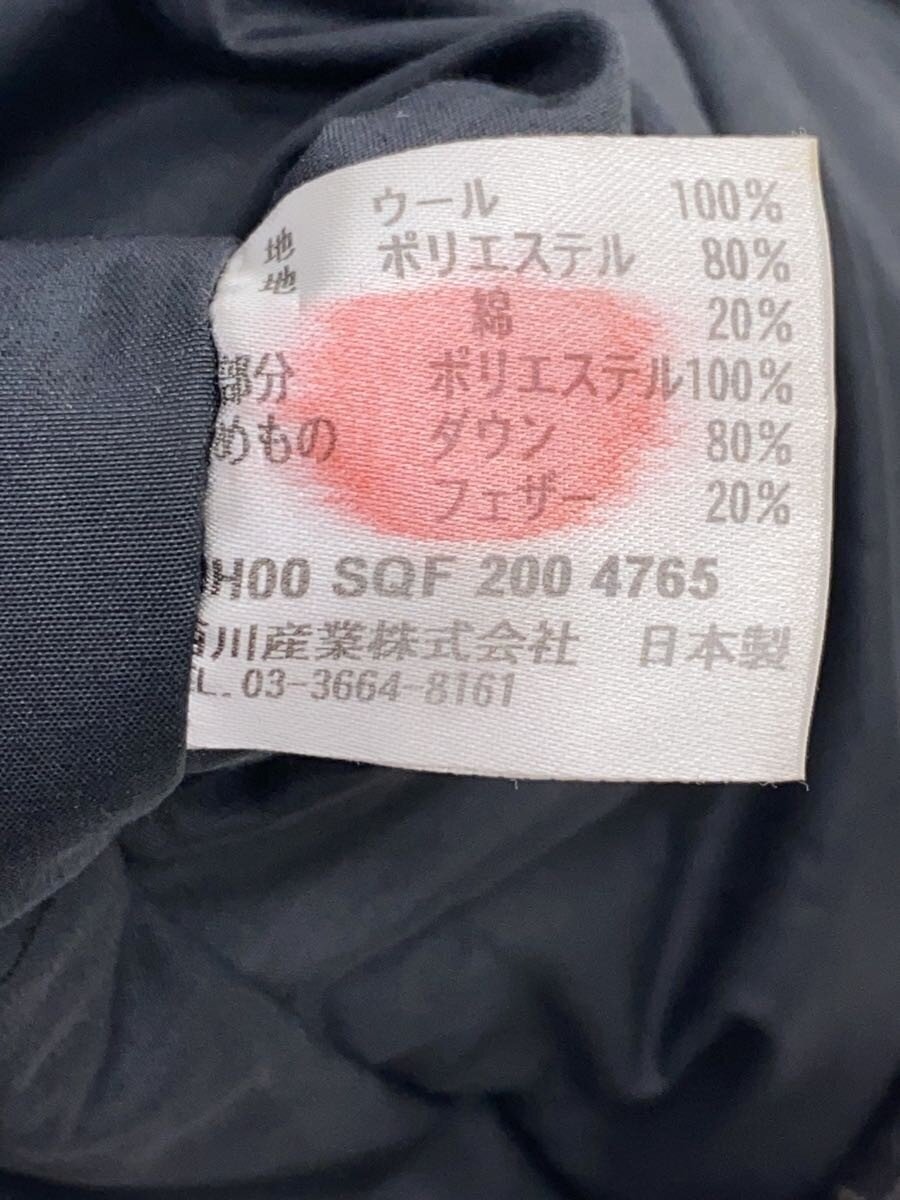 ウール 100%
地 ポリエステル 80%
地
綿 20%
部分 ポリエステル100%
めもの ダウン 80%
フェザー 20%
H00 SQF 200 4765
川産業株式会社 日本製
L. 03-3664-8161